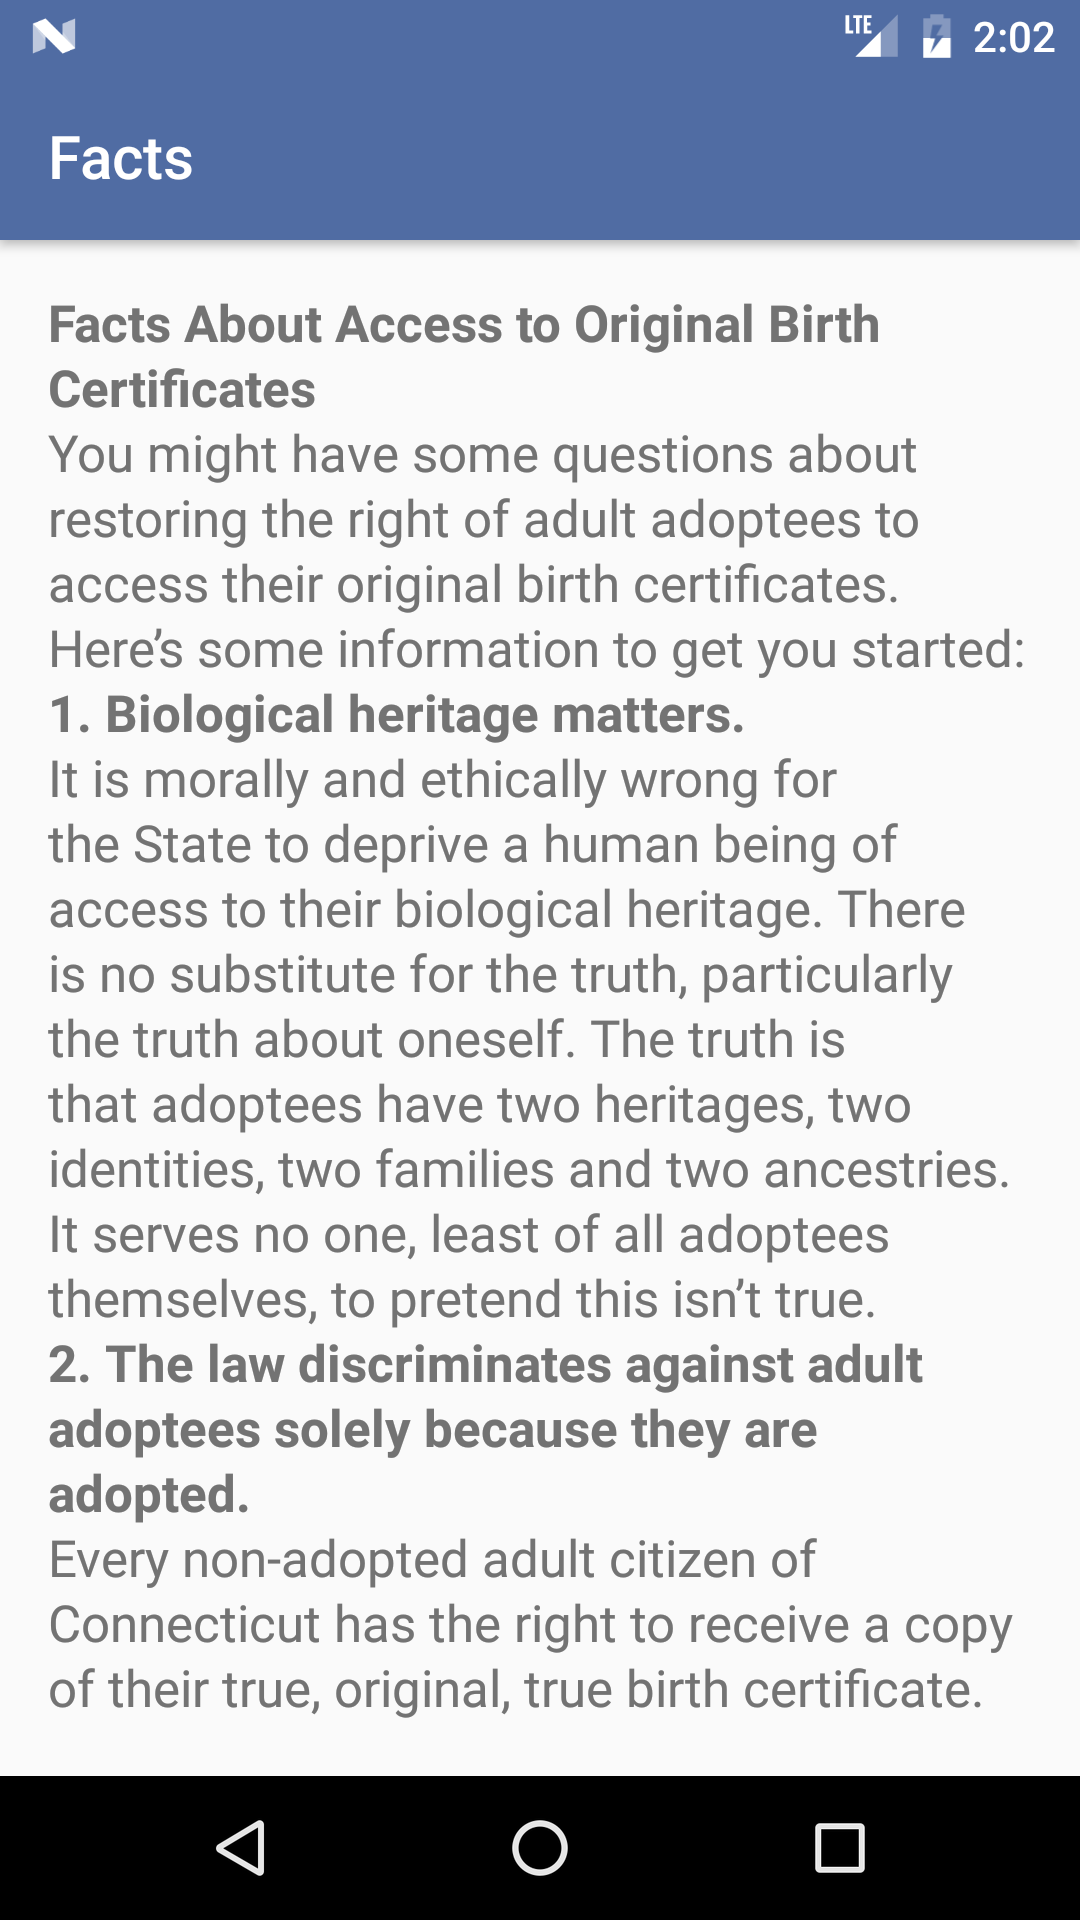 LTE 2:02
Facts
Facts About Access to Original Birth
Certificates
You might have some questions about
restoring the right of adult adoptees to
access their original birth certificates.
Here’s some information to get you started:
1. Biological heritage matters.
It is morally and ethically wrong for
the State to deprive a human being of
access to their biological heritage. There
is no substitute for the truth, particularly
the truth about oneself. The truth is
that adoptees have two heritages, two
identities, two families and two ancestries.
It serves no one, least of all adoptees
themselves, to pretend this isn’t true.
2. The law discriminates against adult
adoptees solely because they are
adopted.
Every non-adopted adult citizen of
Connecticut has the right to receive a copy
of their true, original, true birth certificate.